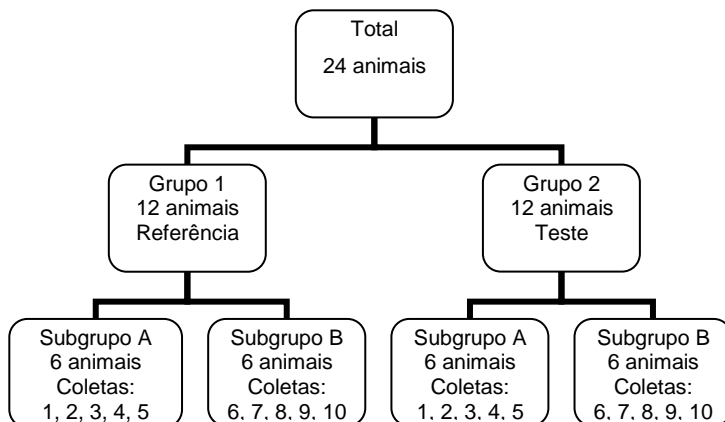 Total
24 animais
Grupo 1
12 animais
Referência
Grupo 2
12 animais
Teste
Subgrupo A
6 animais
Coletas:
1, 2, 3, 4, 5
Subgrupo B
6 animais
Coletas:
6, 7, 8, 9, 10
Subgrupo A
6 animais
Coletas:
1, 2, 3, 4, 5
Subgrupo B
6 animais
Coletas:
6, 7, 8, 9, 10